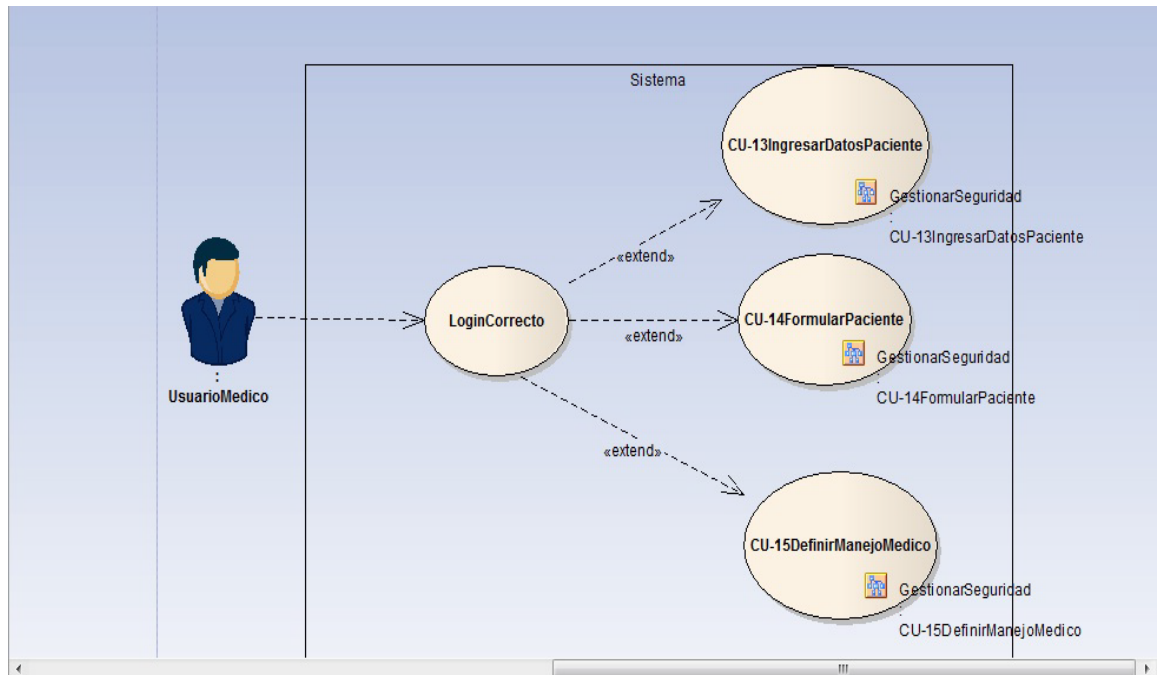 Sistema
CU-13IngresarDatosPaciente
GestionarSeguridad
:
CU-13IngresarDatosPaciente
«extend»
LoginCorrecto
CU-14FormularPaciente
«extend»
GestionarSeguridad
:
CU-14FormularPaciente
:
UsuarioMedico
«extend»
CU-15DefinirManejoMedico
GestionarSeguridad
:
CU-15DefinirManejoMedico